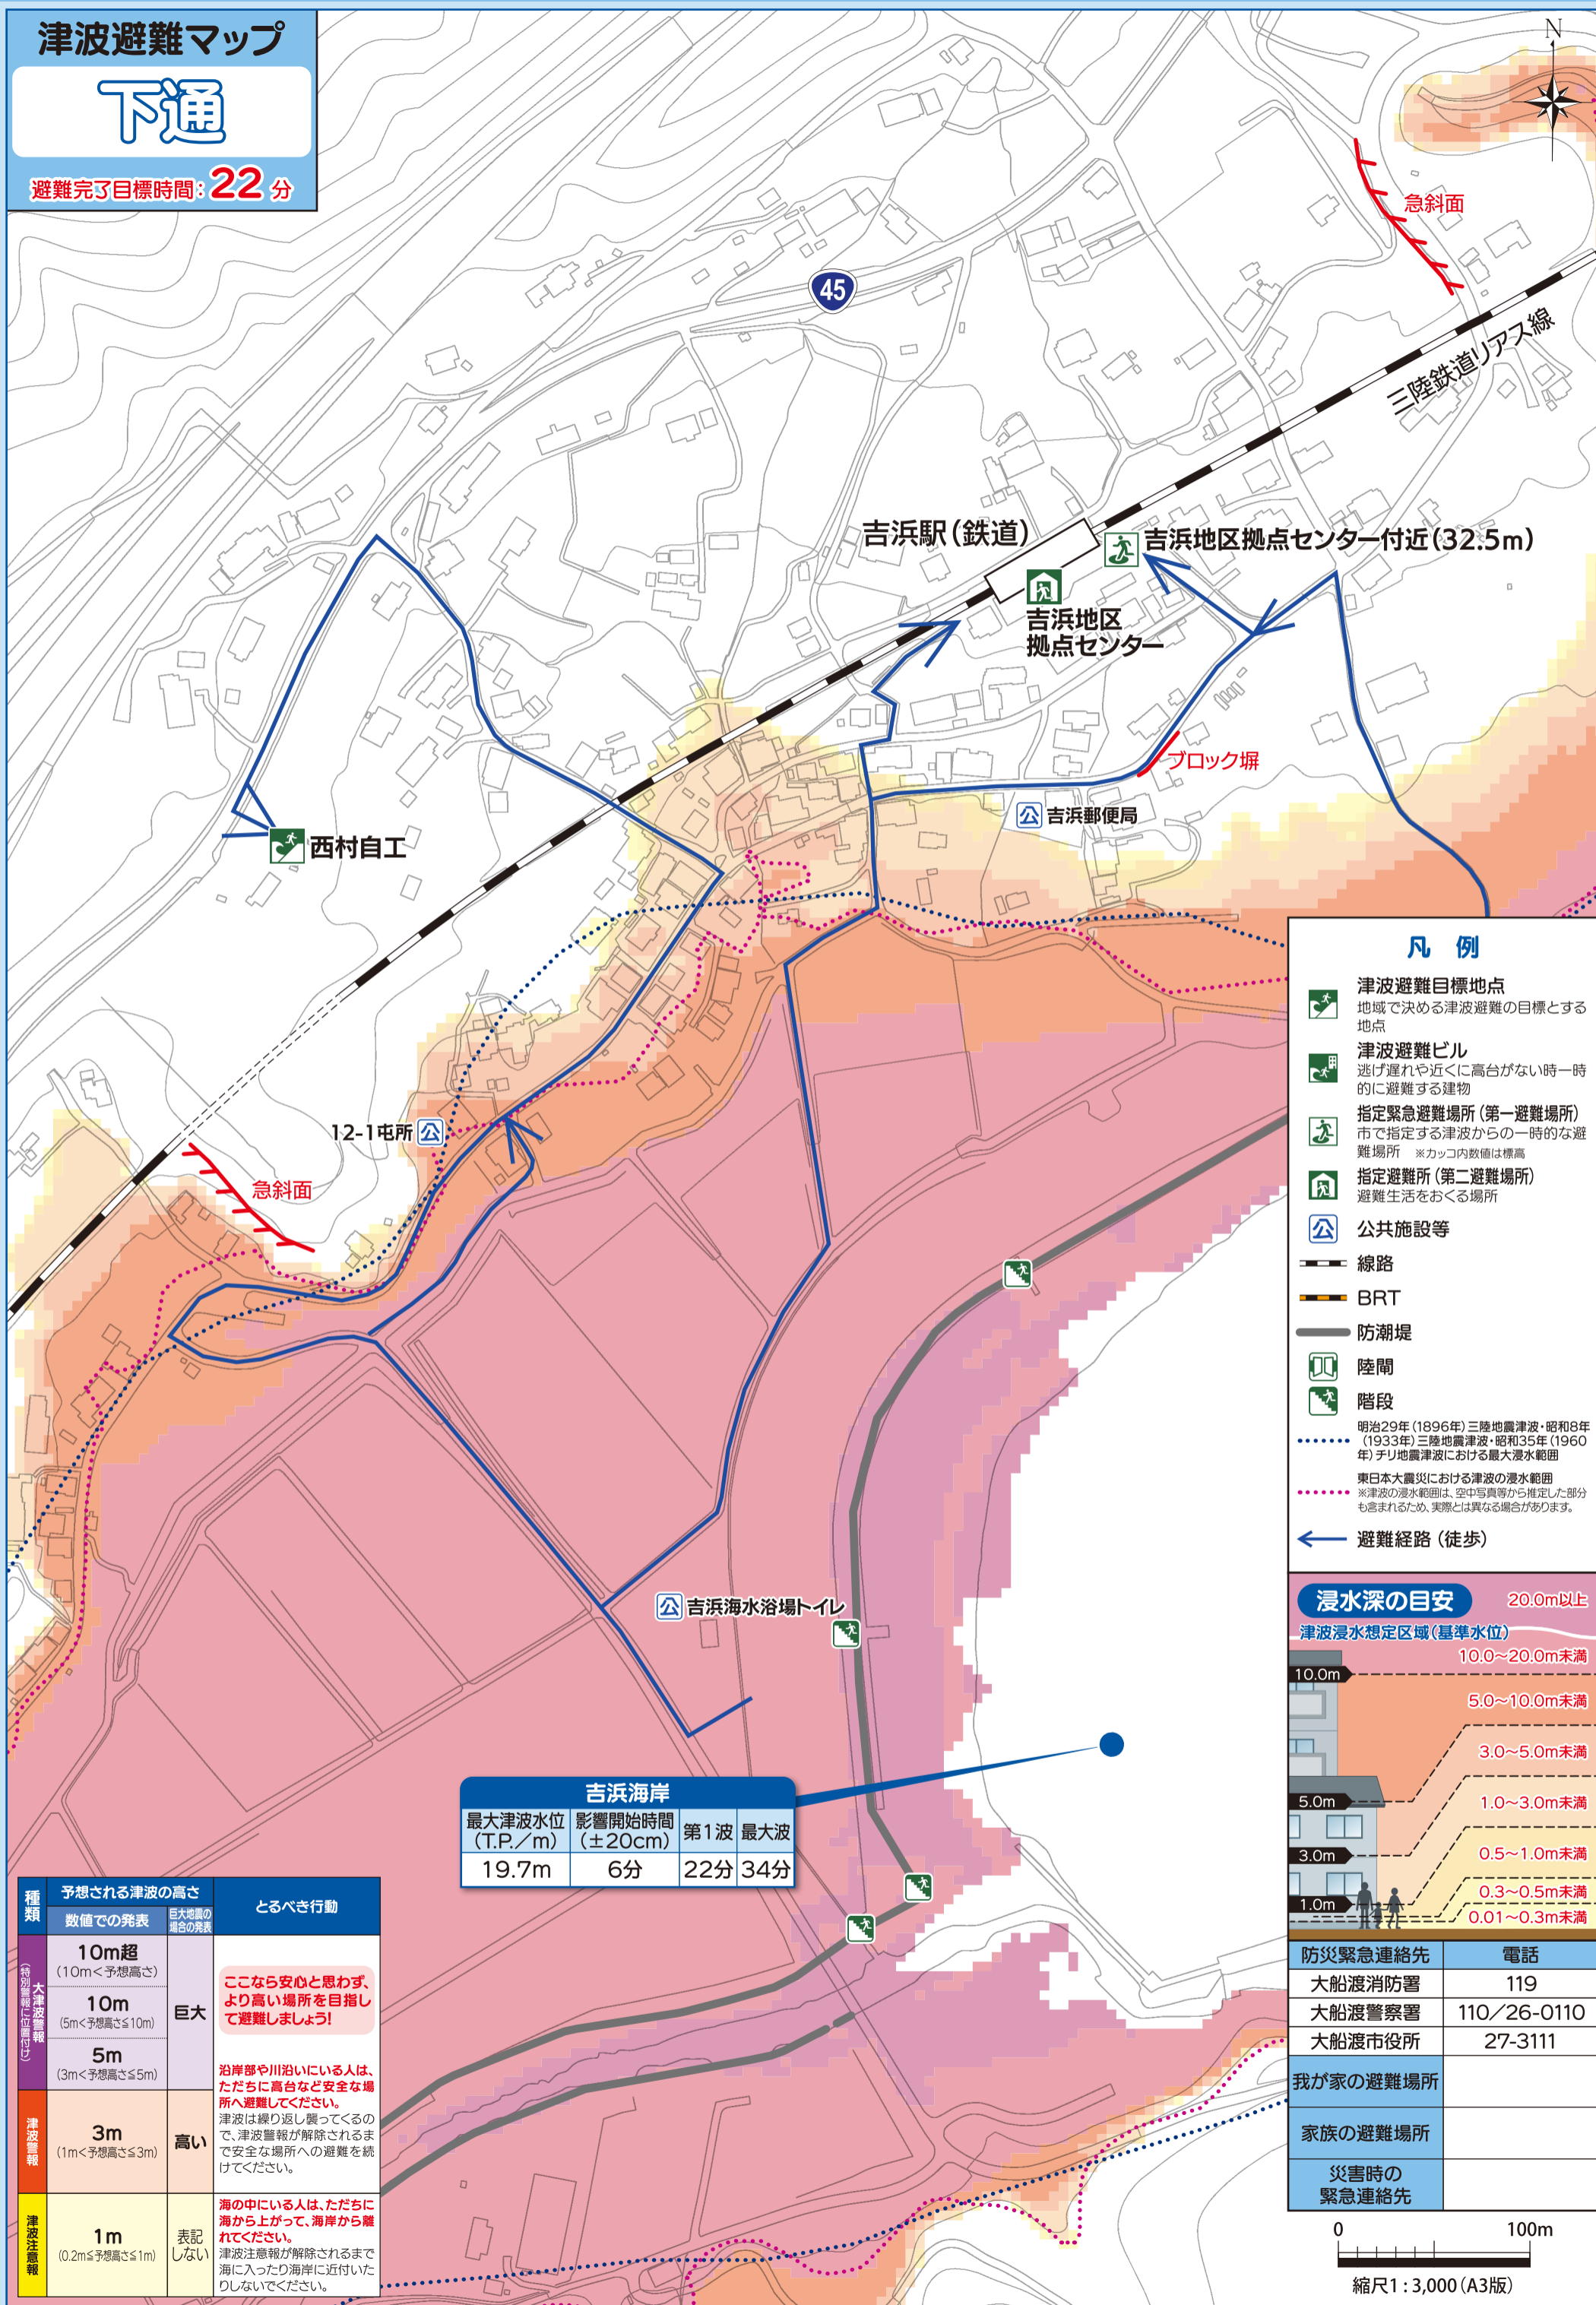 津波避難マップ
下通
避難完了目標時間：22分
N
急斜面
45
三陸鉄道リアス線
吉浜駅（鉄道）
吉浜地区拠点センター付近（32.5m）
吉浜地区
拠点センター
ブロック塀
公 吉浜郵便局
西村自工
12-1屯所 公
急斜面
公 吉浜海水浴場トイレ
吉浜海岸
最大津波水位
（T.P.／m）
影響開始時間
（±20cm）
第1波
最大波
19.7m
6分
22分
34分
凡 例
津波避難目標地点
地域で決める津波避難の目標とする
地点
津波避難ビル
逃げ遅れや近くに高台がない時一時
的に避難する建物
指定緊急避難場所（第一避難場所）
市で指定する津波からの一時的な避
難場所 ※カッコ内数値は標高
指定避難所（第二避難場所）
避難生活をおくる場所
公 公共施設等
線路
BRT
防潮堤
陸閘
階段
明治29年（1896年）三陸地震津波・昭和8年
（1933年）三陸地震津波・昭和35年（1960
年）チリ地震津波における最大浸水範囲
東日本大震災における津波の浸水範囲
※津波の浸水範囲は、空中写真等から推定した部分
も含まれるため、実際とは異なる場合があります。
避難経路（徒歩）
浸水深の目安
20.0m以上
津波浸水想定区域（基準水位）
10.0～20.0m未満
10.0m
5.0～10.0m未満
3.0～5.0m未満
5.0m
1.0～3.0m未満
3.0m
0.5～1.0m未満
0.3～0.5m未満
1.0m
0.01～0.3m未満
防災緊急連絡先
電話
大船渡消防署
119
大船渡警察署
110／26-0110
大船渡市役所
27-3111
我が家の避難場所
家族の避難場所
災害時の
緊急連絡先
0
100m
縮尺1：3,000（A3版）
種類
予想される津波の高さ
とるべき行動
数値での発表
巨大地震の
場合の発表
大津波警報
（特別警報に位置付け）
10m超
（10m＜予想高さ）
10m
（5m＜予想高さ≦10m）
5m
（3m＜予想高さ≦5m）
巨大
ここなら安心と思わず、
より高い場所を目指し
て避難しましょう！
沿岸部や川沿いにいる人は、
ただちに高台など安全な場
所へ避難してください。
津波は繰り返し襲ってくるの
で、津波警報が解除されるま
で安全な場所への避難を続
けてください。
津波警報
3m
（1m＜予想高さ≦3m）
高い
津波注意報
1m
（0.2m≦予想高さ≦1m）
表記
しない
海の中にいる人は、ただちに
海から上がって、海岸から離
れてください。
津波注意報が解除されるまで
海に入ったり海岸に近付いた
りしないでください。